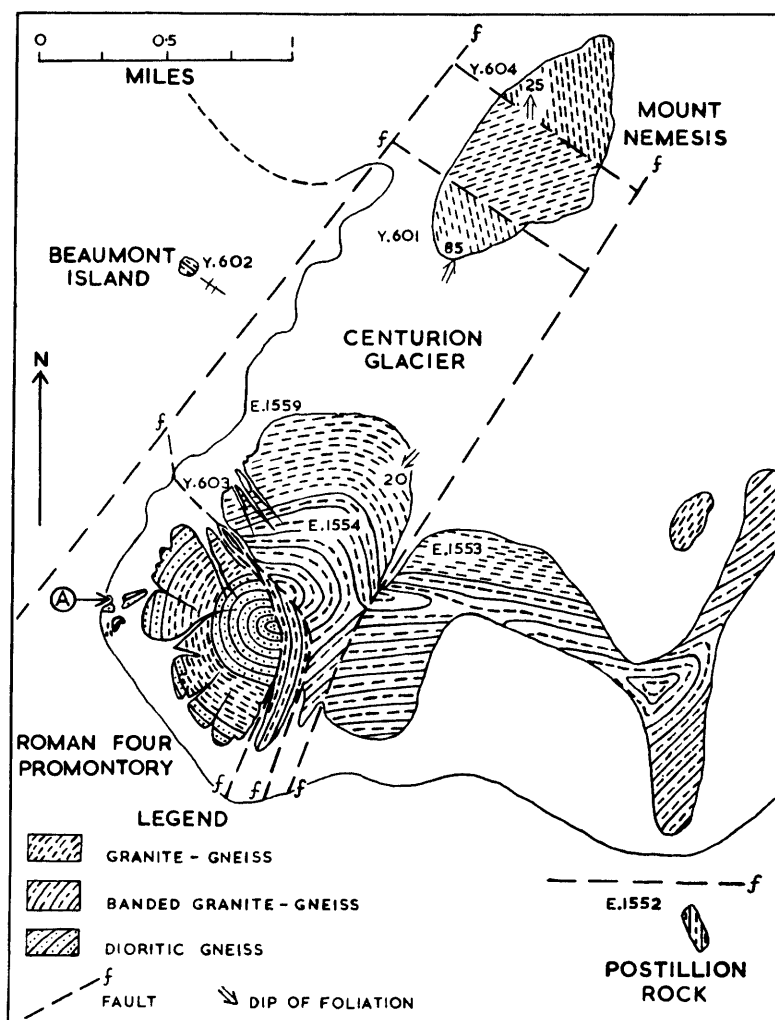 0 0·5 1
MILES
f
Y.604
25
MOUNT
NEMESIS
f
f
Y.601
85
BEAUMONT
ISLAND
Y.602
CENTURION
GLACIER
N
E.1559
f
20
Y.603
E.1554
E.1553
A
ROMAN FOUR
PROMONTORY
f f f
LEGEND
GRANITE - GNEISS
BANDED GRANITE - GNEISS
DIORITIC GNEISS
f
FAULT
DIP OF FOLIATION
f
E.1552
POSTILLION
ROCK